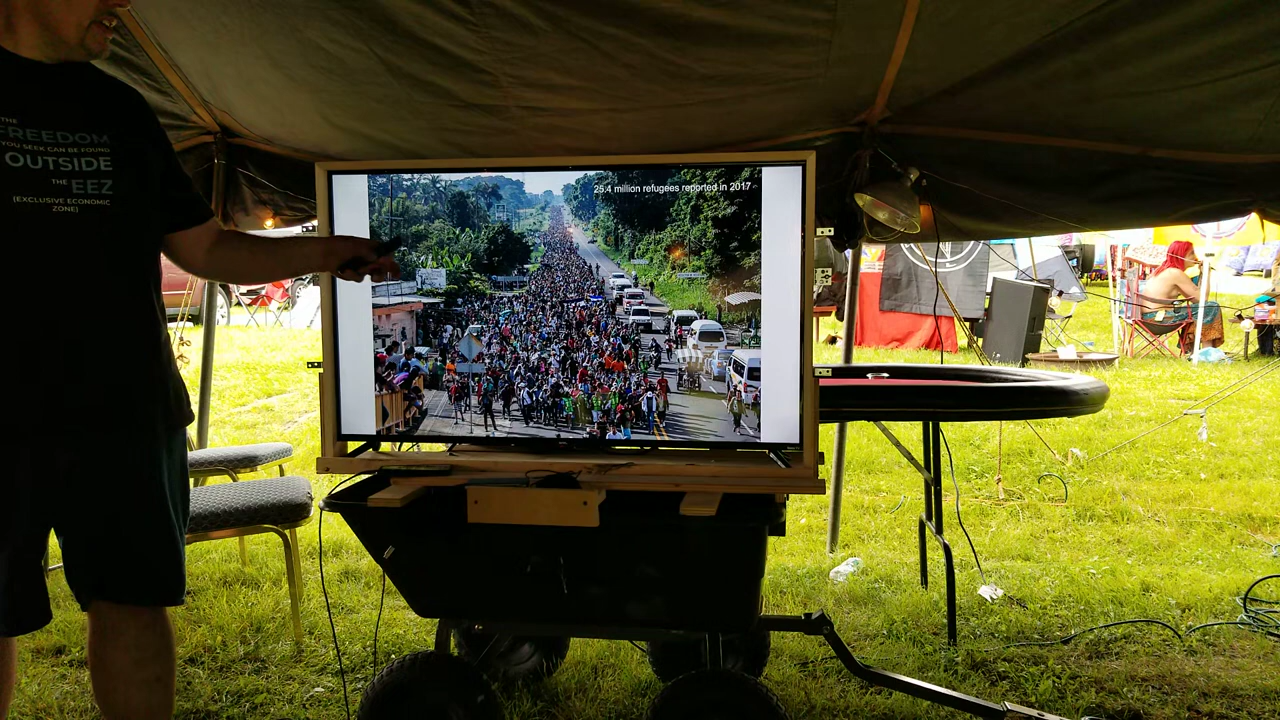 THE
FREEDOM
YOU SEEK CAN BE FOUND
OUTSIDE
THE EEZ
(EXCLUSIVE ECONOMIC
ZONE)
25.4 million refugees reported in 2017